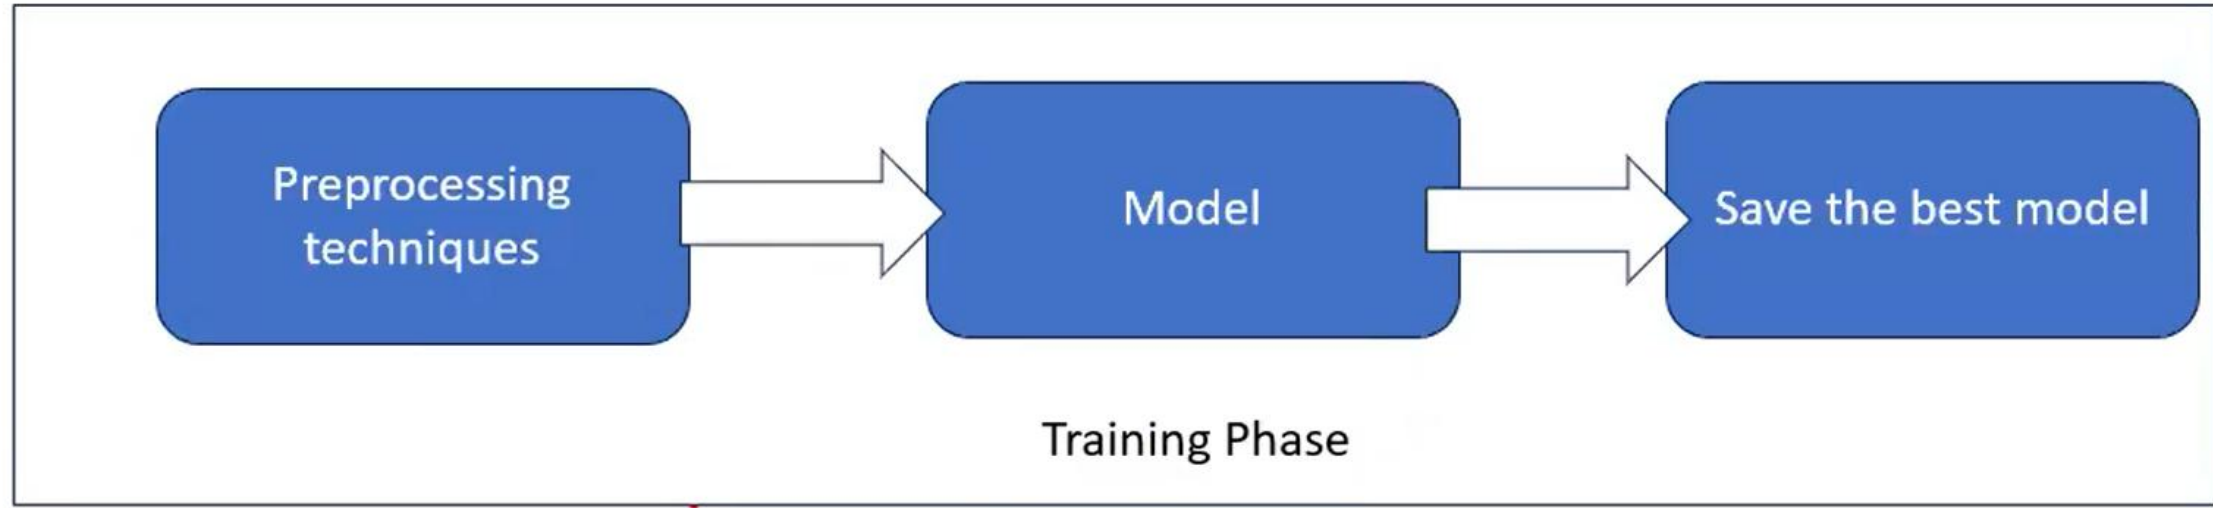 Preprocessing
techniques
Model
Save the best model
Training Phase